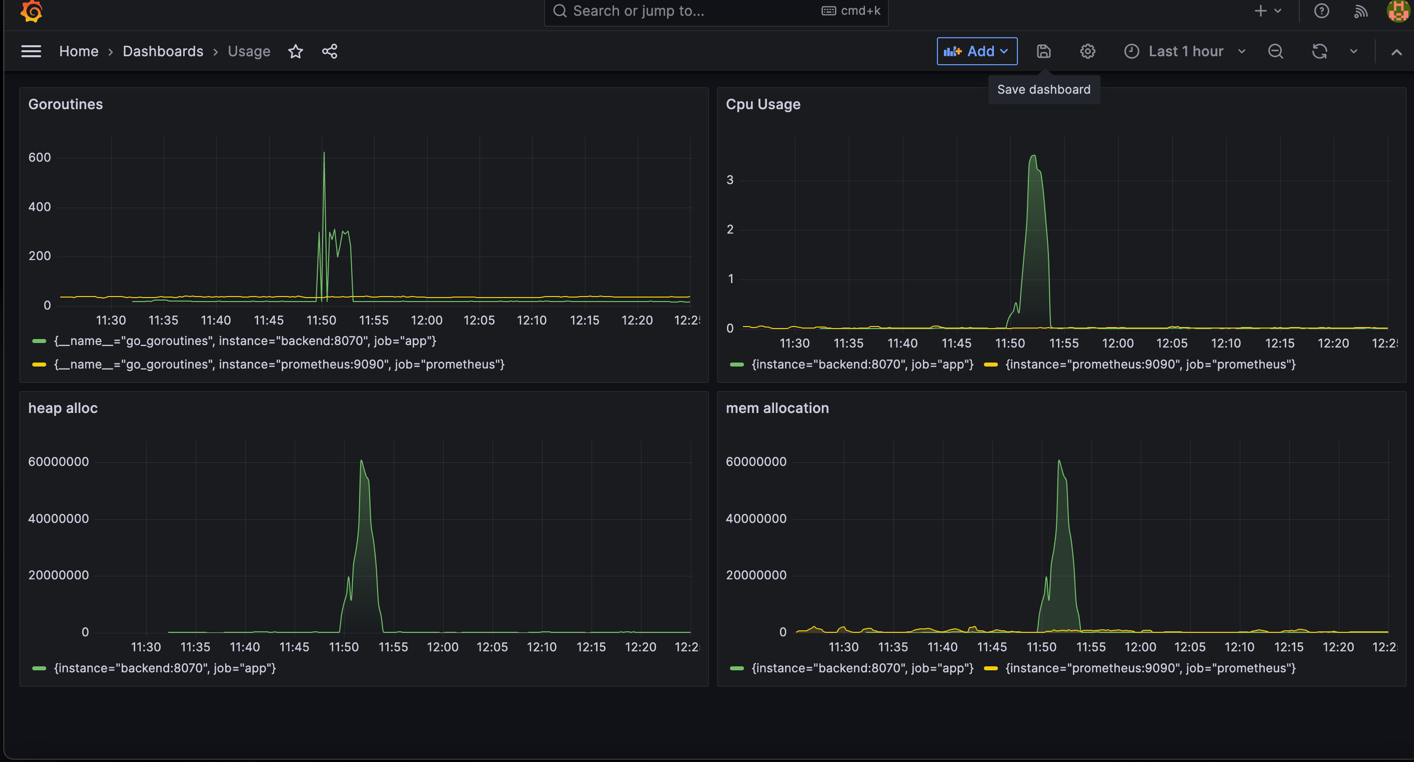 Search or jump to... cmd+k
Home › Dashboards › Usage Add Last 1 hour
Save dashboard
Goroutines
600
400
200
0
11:30 11:35 11:40 11:45 11:50 11:55 12:00 12:05 12:10 12:15 12:20 12:25
{__name__="go_goroutines", instance="backend:8070", job="app"}
{__name__="go_goroutines", instance="prometheus:9090", job="prometheus"}
Cpu Usage
3
2
1
0
11:30 11:35 11:40 11:45 11:50 11:55 12:00 12:05 12:10 12:15 12:20 12:25
{instance="backend:8070", job="app"} {instance="prometheus:9090", job="prometheus"}
heap alloc
60000000
40000000
20000000
0
11:30 11:35 11:40 11:45 11:50 11:55 12:00 12:05 12:10 12:15 12:20 12:2
{instance="backend:8070", job="app"}
mem allocation
60000000
40000000
20000000
0
11:30 11:35 11:40 11:45 11:50 11:55 12:00 12:05 12:10 12:15 12:20 12:2
{instance="backend:8070", job="app"} {instance="prometheus:9090", job="prometheus"}